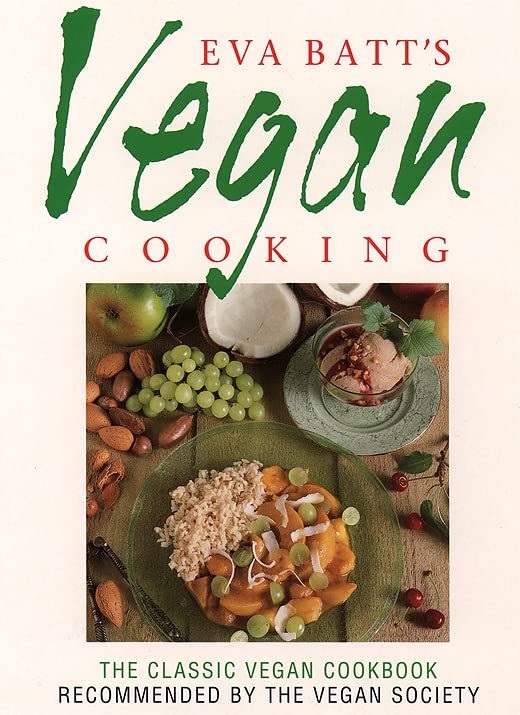 EVA BATT'S
Vegan
COOKING
THE CLASSIC VEGAN COOKBOOK
RECOMMENDED BY THE VEGAN SOCIETY